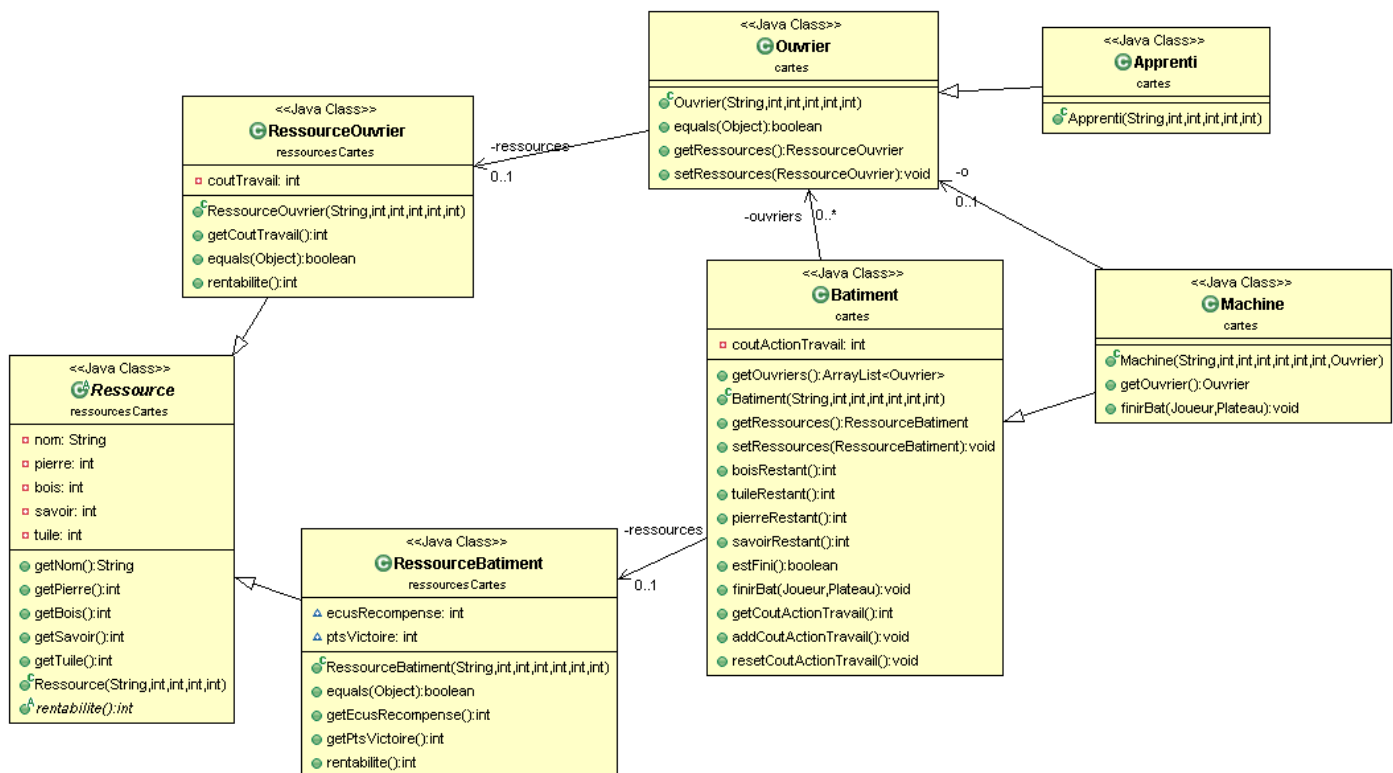 <<Java Class>>
Ouvrier
cartes
Ouvrier(String,int,int,int,int,int)
equals(Object):boolean
getRessources():RessourceOuvrier
setRessources(RessourceOuvrier):void
<<Java Class>>
Apprenti
cartes
Apprenti(String,int,int,int,int,int)
<<Java Class>>
RessourceOuvrier
ressourcesCartes
coutTravail: int
RessourceOuvrier(String,int,int,int,int,int)
getCoutTravail():int
equals(Object):boolean
rentabilite():int
-ressources
0..1
-o
0..1
-ouvriers
0..*
<<Java Class>>
Batiment
cartes
coutActionTravail: int
getOuvriers():ArrayList<Ouvrier>
Batiment(String,int,int,int,int,int,int)
getRessources():RessourceBatiment
setRessources(RessourceBatiment):void
boisRestant():int
tuileRestant():int
pierreRestant():int
savoirRestant():int
estFini():boolean
finirBat(Joueur,Plateau):void
getCoutActionTravail():int
addCoutActionTravail():void
resetCoutActionTravail():void
<<Java Class>>
Machine
cartes
Machine(String,int,int,int,int,int,int,Ouvrier)
getOuvrier():Ouvrier
finirBat(Joueur,Plateau):void
<<Java Class>>
Ressource
ressourcesCartes
nom: String
pierre: int
bois: int
savoir: int
tuile: int
getNom():String
getPierre():int
getBois():int
getSavoir():int
getTuile():int
Ressource(String,int,int,int,int)
rentabilite():int
-ressources
0..1
<<Java Class>>
RessourceBatiment
ressourcesCartes
ecusRecompense: int
ptsVictoire: int
RessourceBatiment(String,int,int,int,int,int,int)
equals(Object):boolean
getEcusRecompense():int
getPtsVictoire():int
rentabilite():int